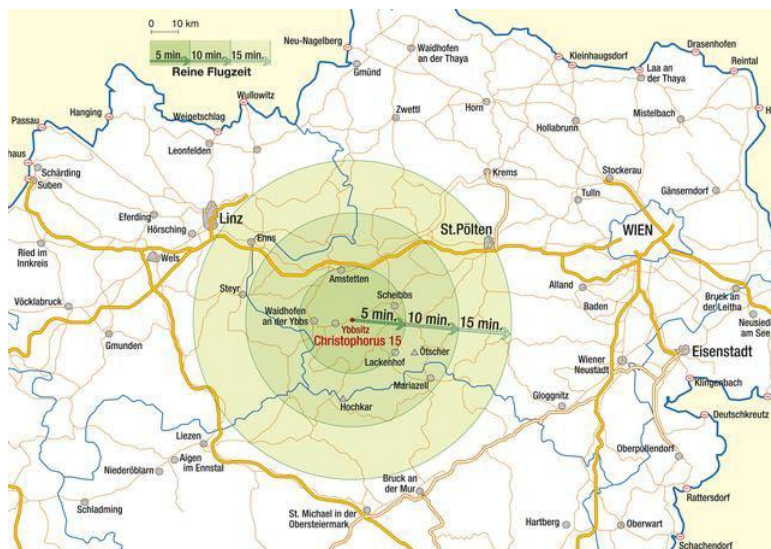 0 10 km
5 min. 10 min. 15 min.
Reine Flugzeit
Neu-Nagelberg
Gmünd
Waidhofen
an der Thaya
Kleinhaugsdorf
Drasenhofen
Laa an
der Thaya
Reintal
Passau
Hanging
Wullowitz
Weigetschlag
Leonfelden
Zwettl
Horn
Hollabrunn
Mistelbach
haus
Schärding
Suben
Krems
Stockerau
Tulln
Gänserndorf
Eferding
Hörsching
Linz
Enns
St.Pölten
WIEN
Ried im
Innkreis
Wels
Amstetten
Steyr
Scheibbs
Alland
Baden
Bruck an
der Leitha
Neusied
am See
Vöcklabruck
Waidhofen
an der Ybbs
5 min. 10 min. 15 min.
Ybbsitz
Christophorus 15
Gmunden
Lackenhof
Ötscher
Wiener
Neustadt
Eisenstadt
Mariazell
Hochkar
Gloggnitz
Klingenbach
Deutschkreutz
Liezen
Aigen
im Ennstal
Niederöblarn
Oberpullendorf
Schladming
Bruck an
der Mur
St. Michael in der
Obersteiermark
Rattersdorf
Hartberg
Oberwart
Schachendorf